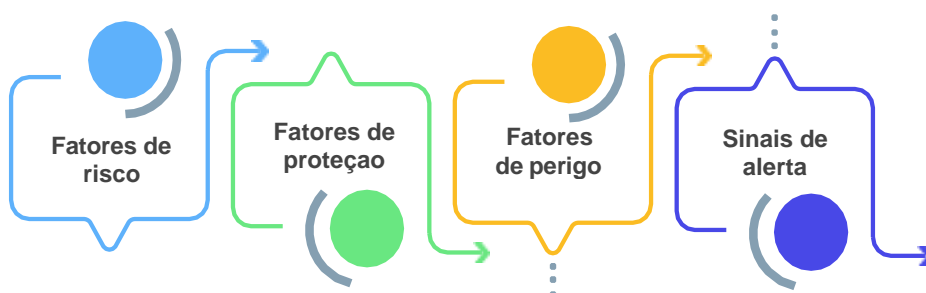 Fatores de
risco
Fatores de
proteçao
Fatores
de perigo
Sinais de
alerta